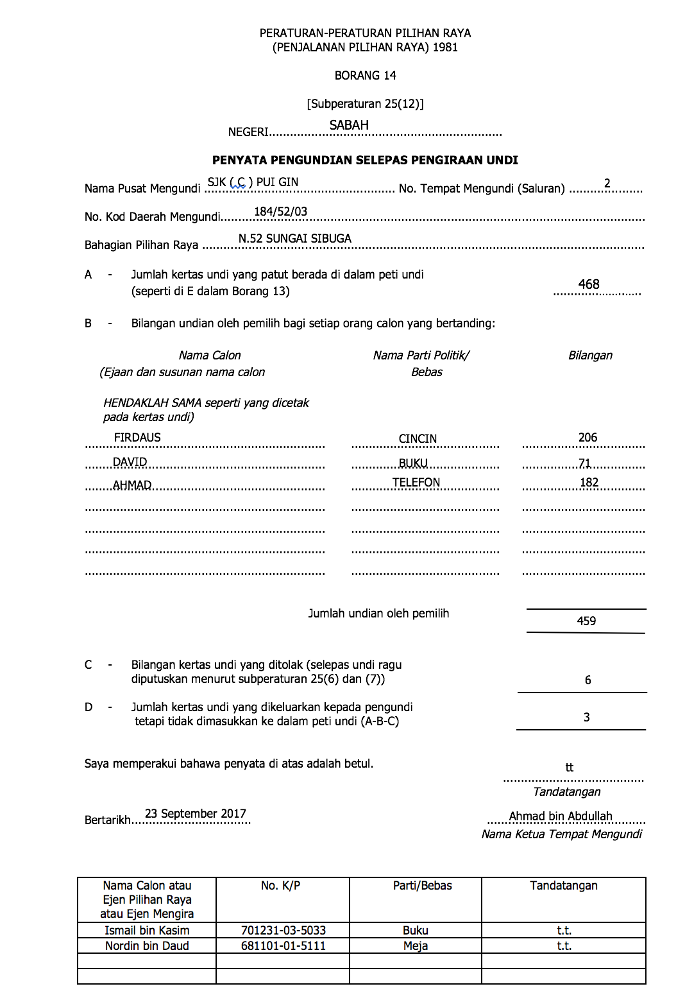 PERATURAN-PERATURAN PILIHAN RAYA
(PENJALANAN PILIHAN RAYA) 1981
BORANG 14
[Subperaturan 25(12)]
NEGERI SABAH
PENYATA PENGUNDIAN SELEPAS PENGIRAAN UNDI
Nama Pusat Mengundi SJK ( C ) PUI GIN No. Tempat Mengundi (Saluran) 2
No. Kod Daerah Mengundi 184/52/03
Bahagian Pilihan Raya N.52 SUNGAI SIBUGA
A - Jumlah kertas undi yang patut berada di dalam peti undi
(seperti di E dalam Borang 13) 468
B - Bilangan undian oleh pemilih bagi setiap orang calon yang bertanding:
Nama Calon Nama Parti Politik/ Bilangan
(Ejaan dan susunan nama calon Bebas
HENDAKLAH SAMA seperti yang dicetak
pada kertas undi)
FIRDAUS CINCIN 206
DAVID BUKU 71
AHMAD TELEFON 182
Jumlah undian oleh pemilih 459
C - Bilangan kertas undi yang ditolak (selepas undi ragu
diputuskan menurut subperaturan 25(6) dan (7)) 6
D - Jumlah kertas undi yang dikeluarkan kepada pengundi
tetapi tidak dimasukkan ke dalam peti undi (A-B-C) 3
Saya memperakui bahawa penyata di atas adalah betul. tt
Tandatangan
Bertarikh 23 September 2017 Ahmad bin Abdullah
Nama Ketua Tempat Mengundi
Nama Calon atau No. K/P Parti/Bebas Tandatangan
Ejen Pilihan Raya
atau Ejen Mengira
Ismail bin Kasim 701231-03-5033 Buku t.t.
Nordin bin Daud 681101-01-5111 Meja t.t.